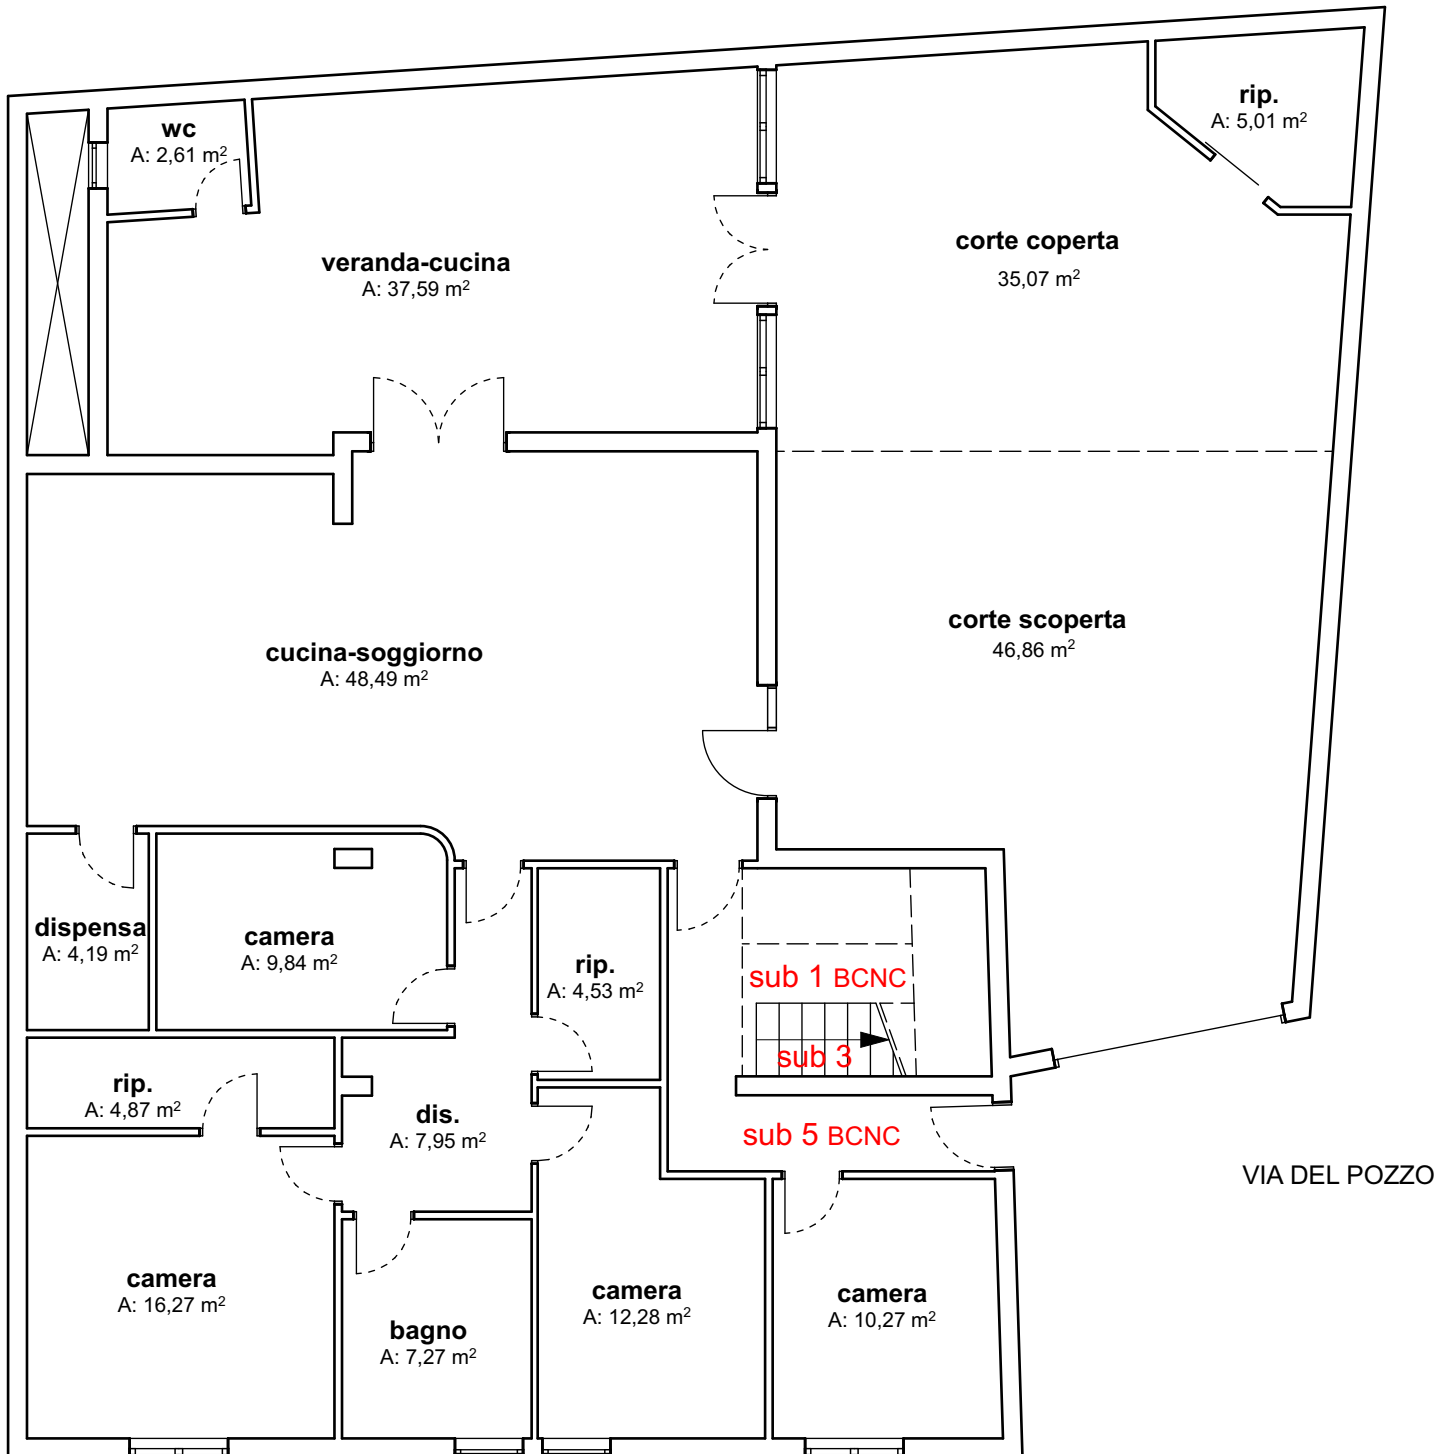 wc
A: 2,61 m²
rip.
A: 5,01 m²
veranda-cucina
A: 37,59 m²
corte coperta
35,07 m²
cucina-soggiorno
A: 48,49 m²
corte scoperta
46,86 m²
dispensa
A: 4,19 m²
camera
A: 9,84 m²
rip.
A: 4,53 m²
sub 1 BCNC
sub 3
rip.
A: 4,87 m²
dis.
A: 7,95 m²
sub 5 BCNC
VIA DEL POZZO
camera
A: 16,27 m²
bagno
A: 7,27 m²
camera
A: 12,28 m²
camera
A: 10,27 m²